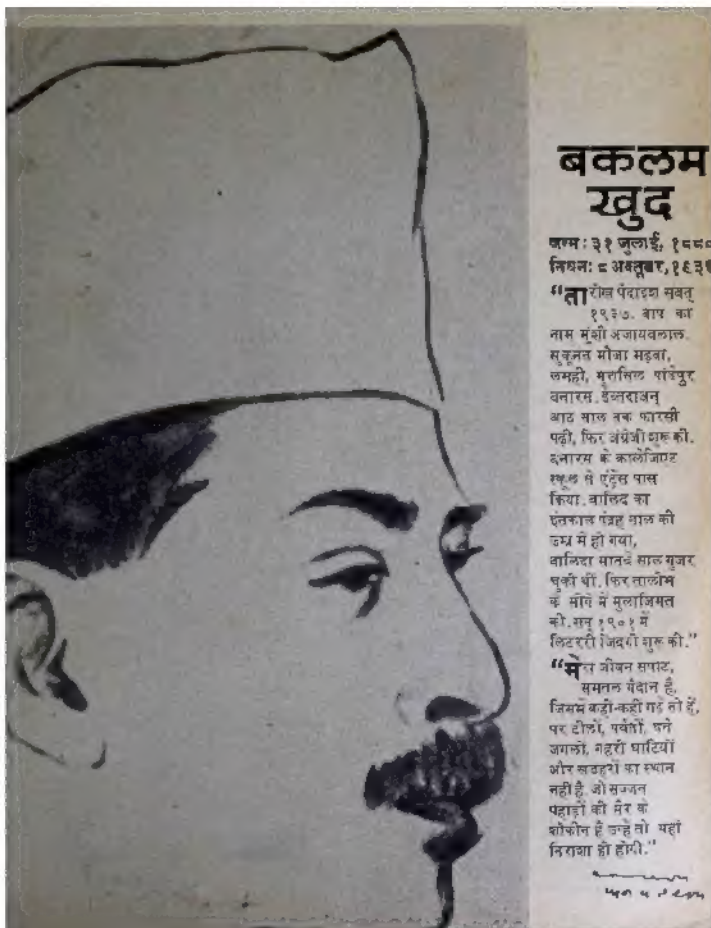 बकलम
खुद
जन्म: ३१ जुलाई, १८८०
निधन: ८ अक्तूबर, १९३६
“तारीख पैदाइश संवत्
१९३७. बाप का
नाम मुंशी अजायबलाल.
सुकूनत मौजा मढ़वां,
लमही, मुत्तसिल पांडेपुर
बनारस. इब्तदाअन्
आठ साल तक फारसी
पढ़ी, फिर अंग्रेजी शुरू की.
बनारस के कालेजिएट
स्कूल से एंट्रेंस पास
किया. वालिद का
इंतकाल पंद्रह साल की
उम्र में हो गया,
वालिदा सातवें साल गुजर
चुकी थीं. फिर तालीम
के सीगे में मुलाजिमत
की. सन् १९०१ में
लिटररी जिंदगी शुरू की.”
“मेरा जीवन सपाट,
समतल मैदान है,
जिसमें कहीं-कहीं गढ़े तो हैं,
पर टीलों, पर्वतों, घने
जंगलों, गहरी घाटियों
और खंडहरों का स्थान
नहीं है. जो सज्जन
पहाड़ों की सैर के
शौकीन हैं उन्हें तो यहां
निराशा ही होगी.”